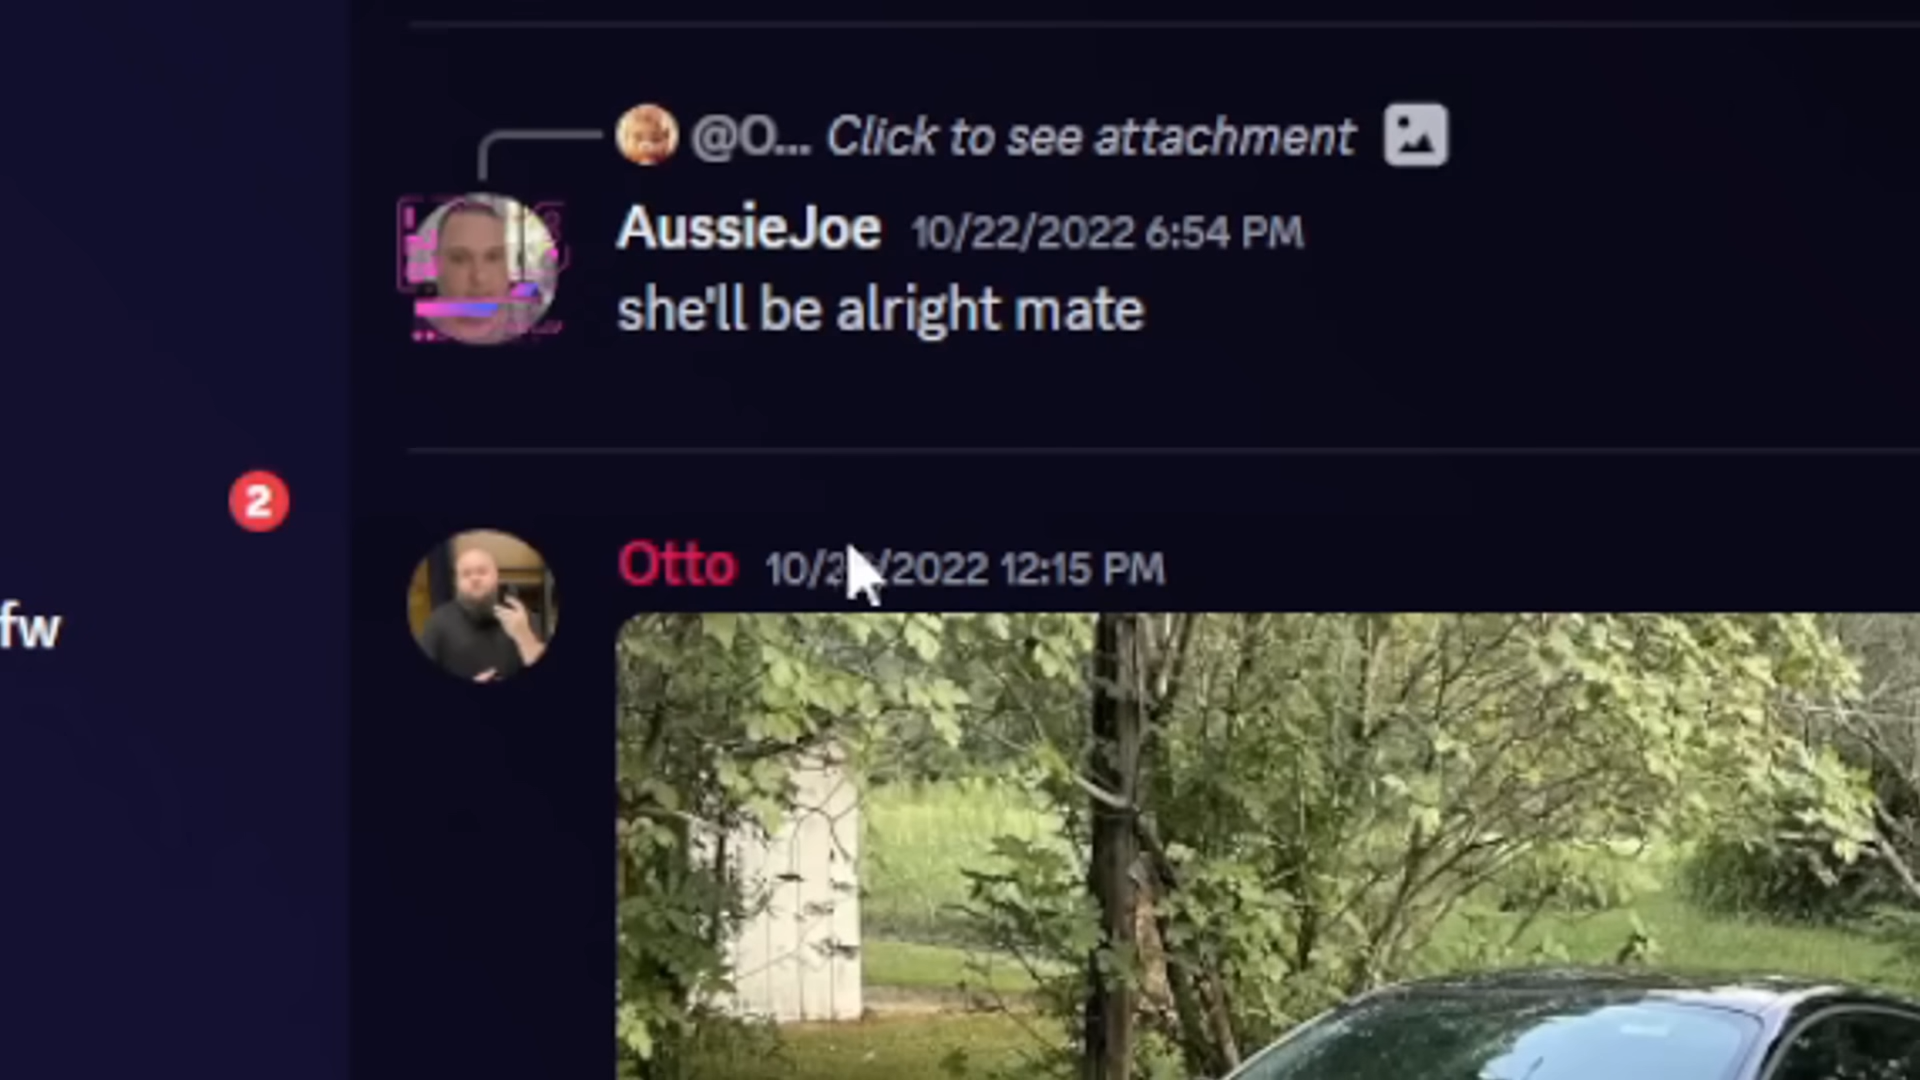 @O... Click to see attachment
AussieJoe 10/22/2022 6:54 PM
she'll be alright mate
2
Otto /2022 12:15 PM
fw